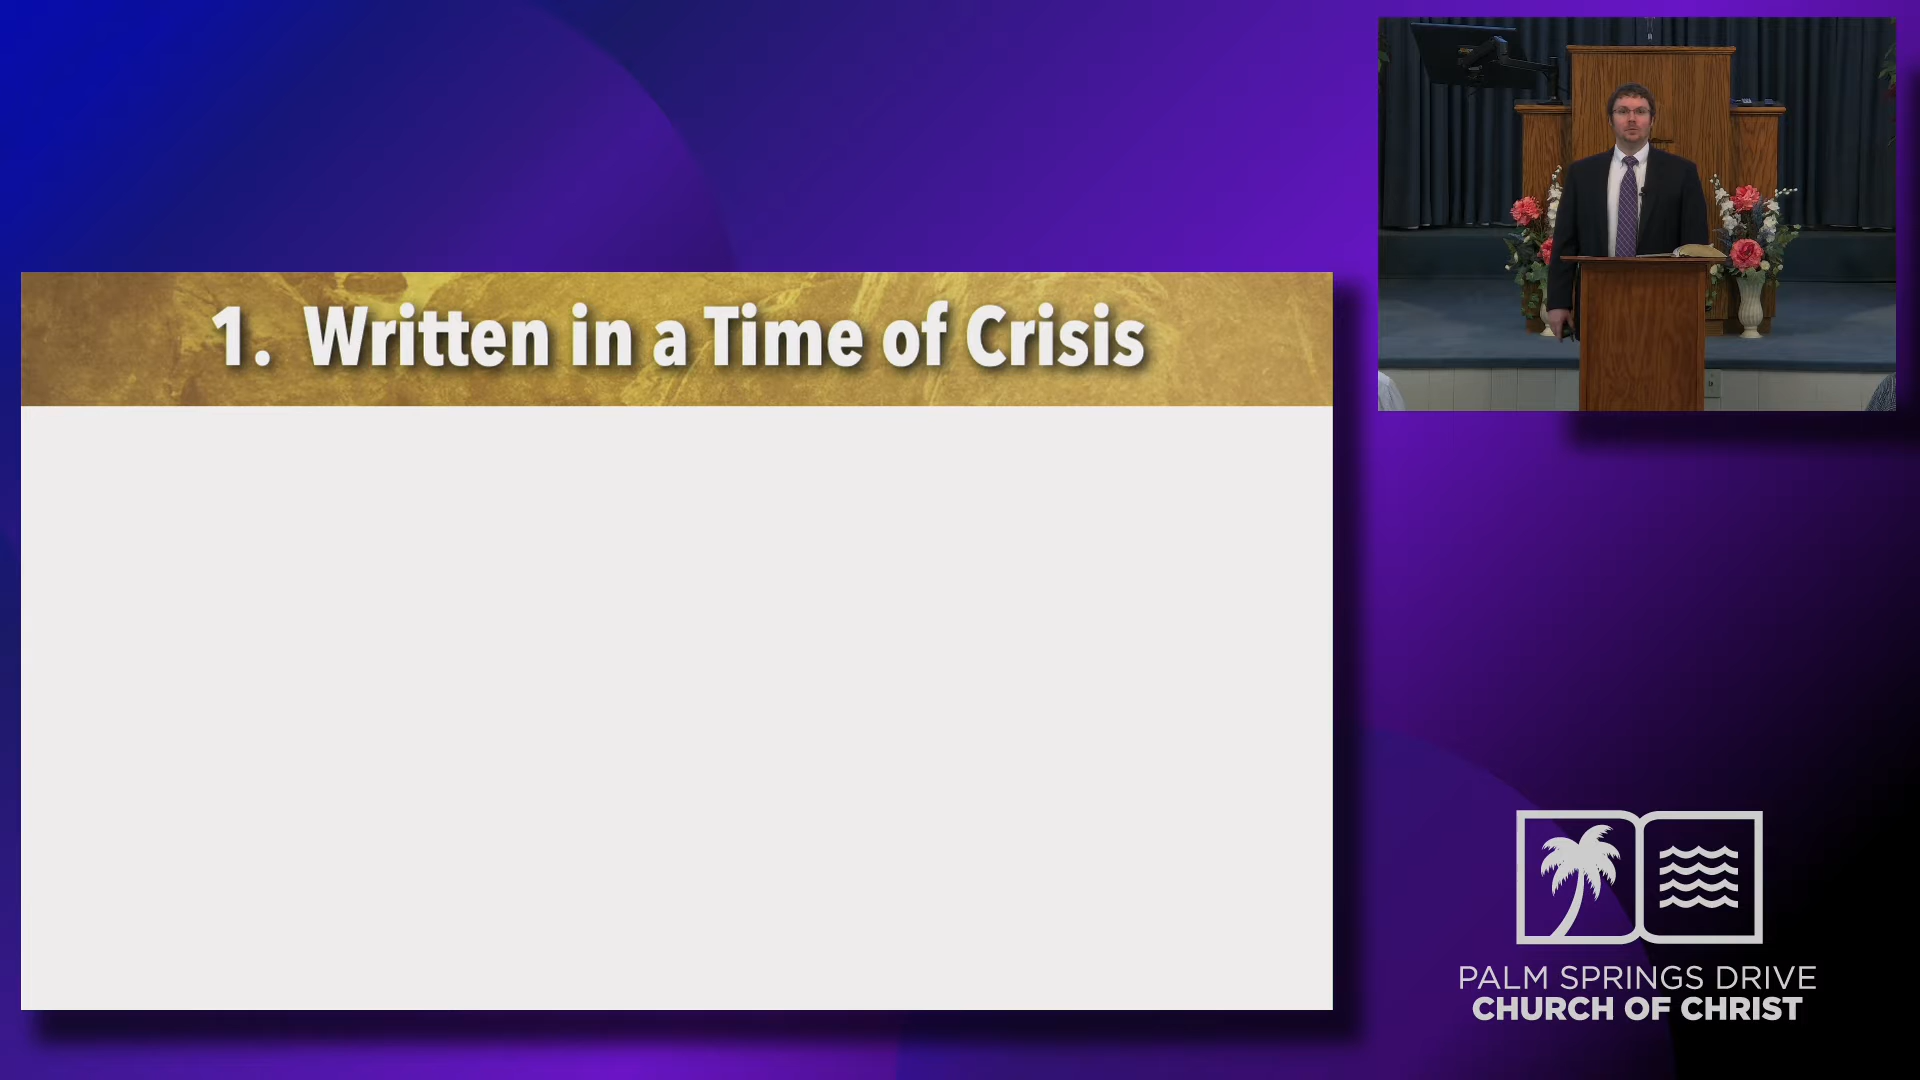 1. Written in a Time of Crisis
PALM SPRINGS DRIVE
CHURCH OF CHRIST